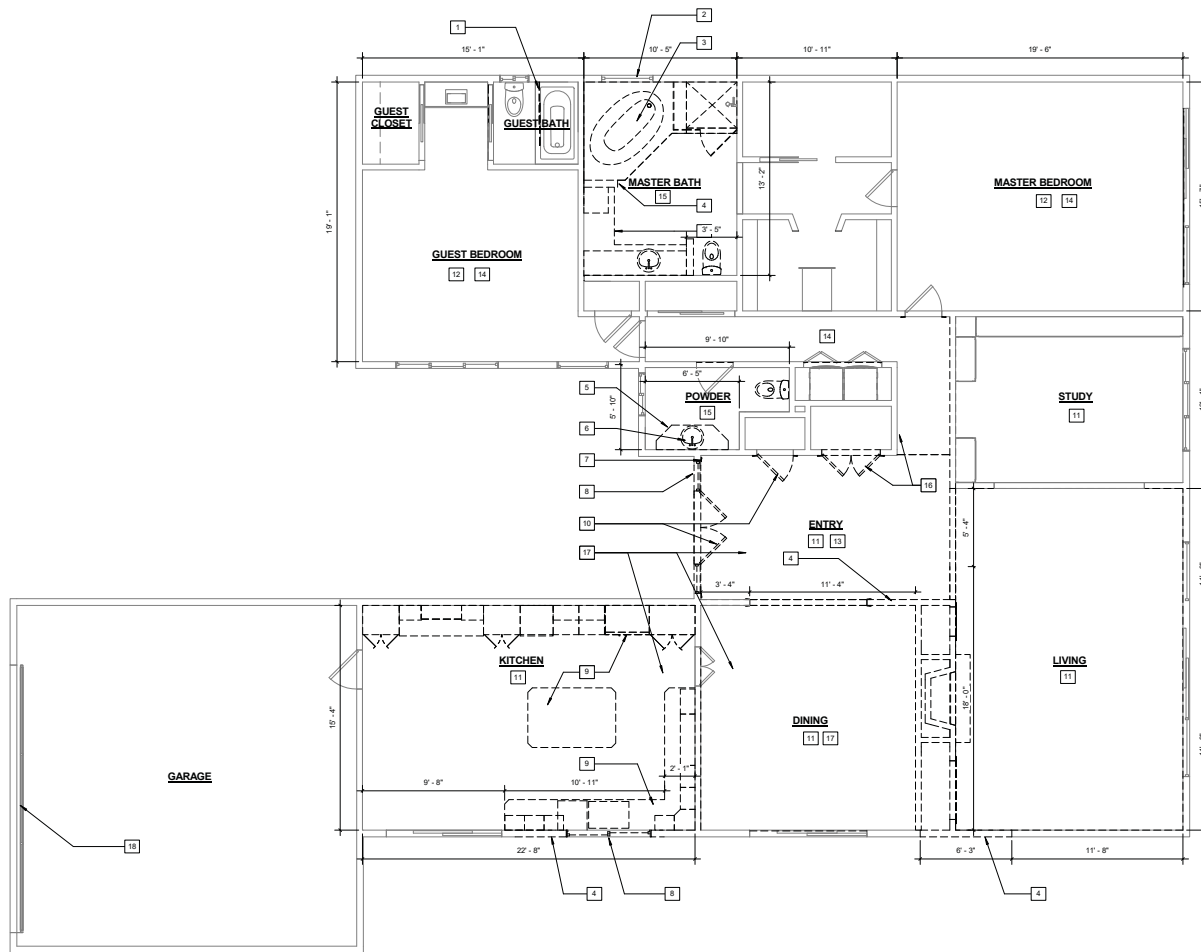 2
1
3
15' - 1"
10' - 5"
10' - 11"
19' - 6"
GUEST
CLOSET
GUEST BATH
MASTER BATH
15
13' - 2"
MASTER BEDROOM
12 14
4
19' - 1"
3' - 5"
GUEST BEDROOM
12 14
9' - 10"
14
5
6' - 5"
POWDER
15
5' - 10"
STUDY
11
6
7
8
16
10
ENTRY
11 13
5' - 4"
17
4
3' - 4"
11' - 4"
KITCHEN
11
9
LIVING
11
15' - 4"
18' - 0"
DINING
11 17
GARAGE
9
2' - 1"
9' - 8"
10' - 11"
18
22' - 8"
6' - 3"
11' - 8"
4
8
4